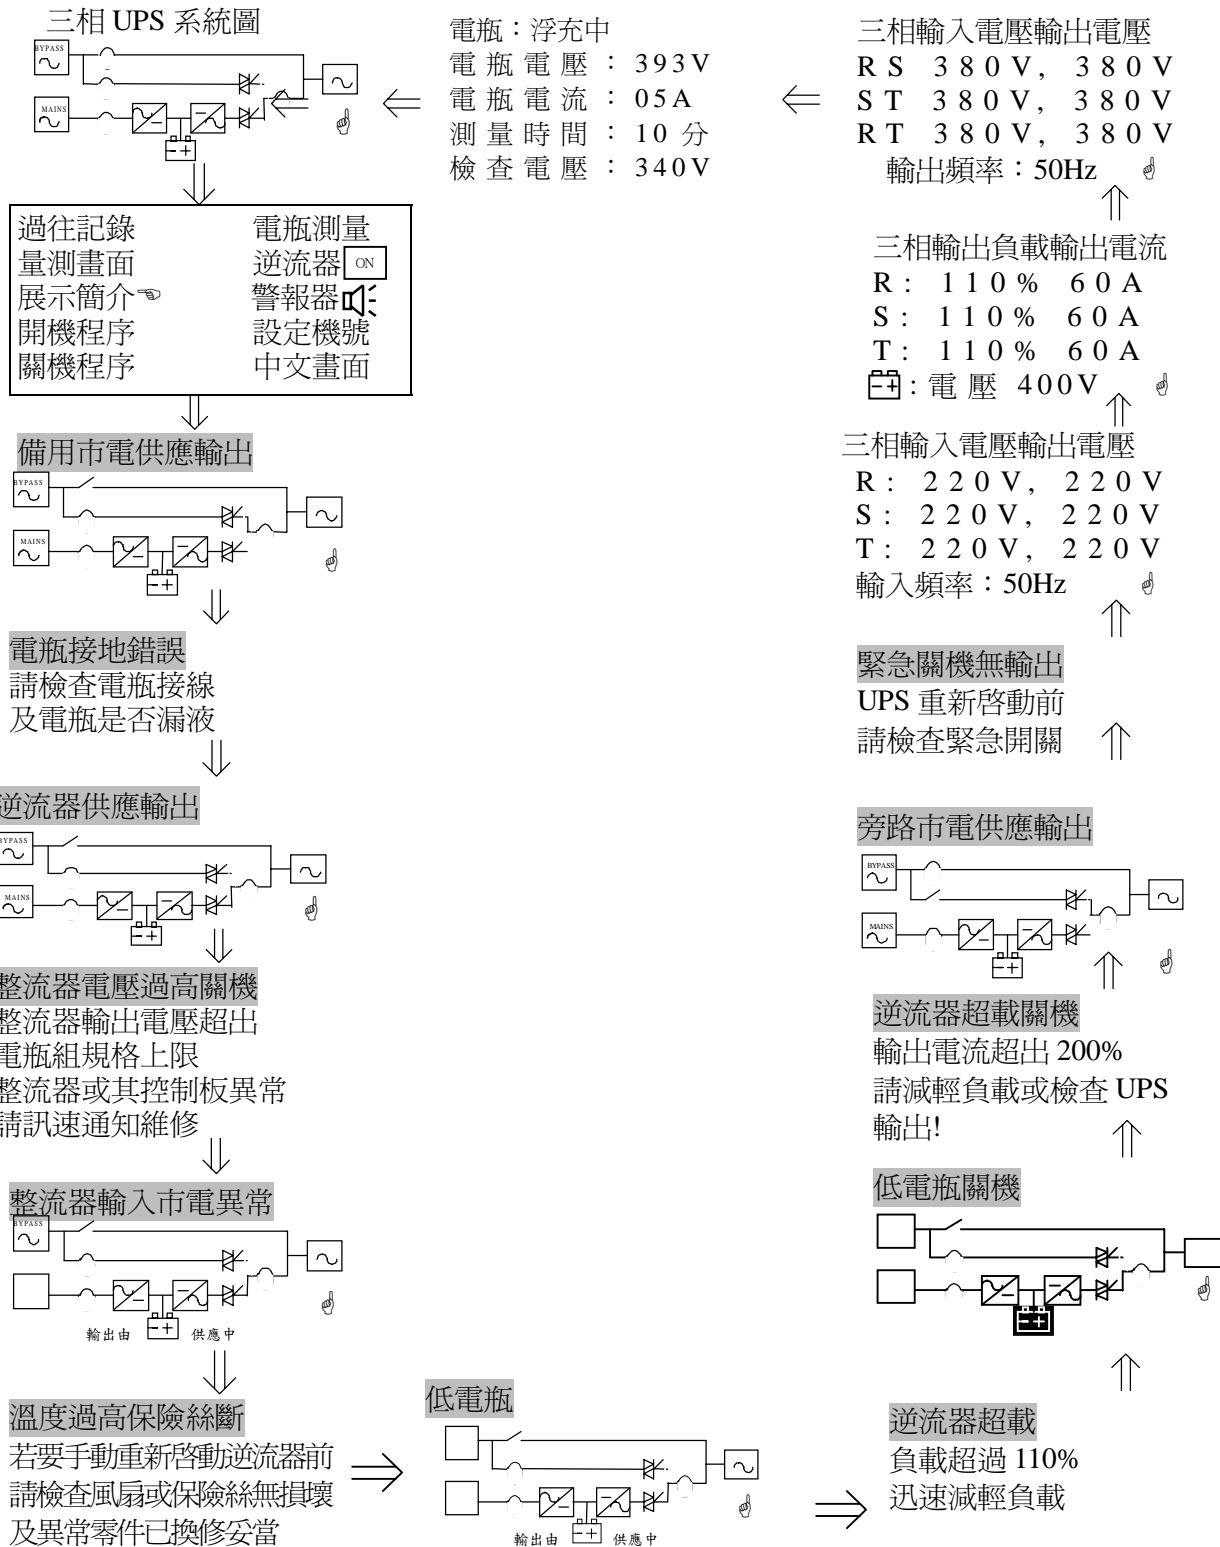 三相 UPS 系統圖
BYPASS
MAINS
電瓶：浮充中
電瓶電壓：393V
電瓶電流：05A
測量時間：10 分
檢查電壓：340V
三相輸入電壓輸出電壓
RS 380V, 380V
ST 380V, 380V
RT 380V, 380V
輸出頻率：50Hz
過往記錄 電瓶測量
量測畫面 逆流器 ON
展示簡介 警報器
開機程序 設定機號
關機程序 中文畫面
三相輸出負載輸出電流
R: 110% 60A
S: 110% 60A
T: 110% 60A
:電壓 400V
備用市電供應輸出
BYPASS
MAINS
三相輸入電壓輸出電壓
R: 220V, 220V
S: 220V, 220V
T: 220V, 220V
輸入頻率：50Hz
電瓶接地錯誤
請檢查電瓶接線
及電瓶是否漏液
緊急關機無輸出
UPS 重新啓動前
請檢查緊急開關
逆流器供應輸出
BYPASS
MAINS
旁路市電供應輸出
BYPASS
MAINS
整流器電壓過高關機
整流器輸出電壓超出
電瓶組規格上限
整流器或其控制板異常
請訊速通知維修
逆流器超載關機
輸出電流超出 200%
請減輕負載或檢查 UPS
輸出!
整流器輸入市電異常
BYPASS
輸出由 供應中
低電瓶關機
溫度過高保險絲斷
若要手動重新啓動逆流器前
請檢查風扇或保險絲無損壞
及異常零件已換修妥當
低電瓶
輸出由 供應中
逆流器超載
負載超過 110%
迅速減輕負載